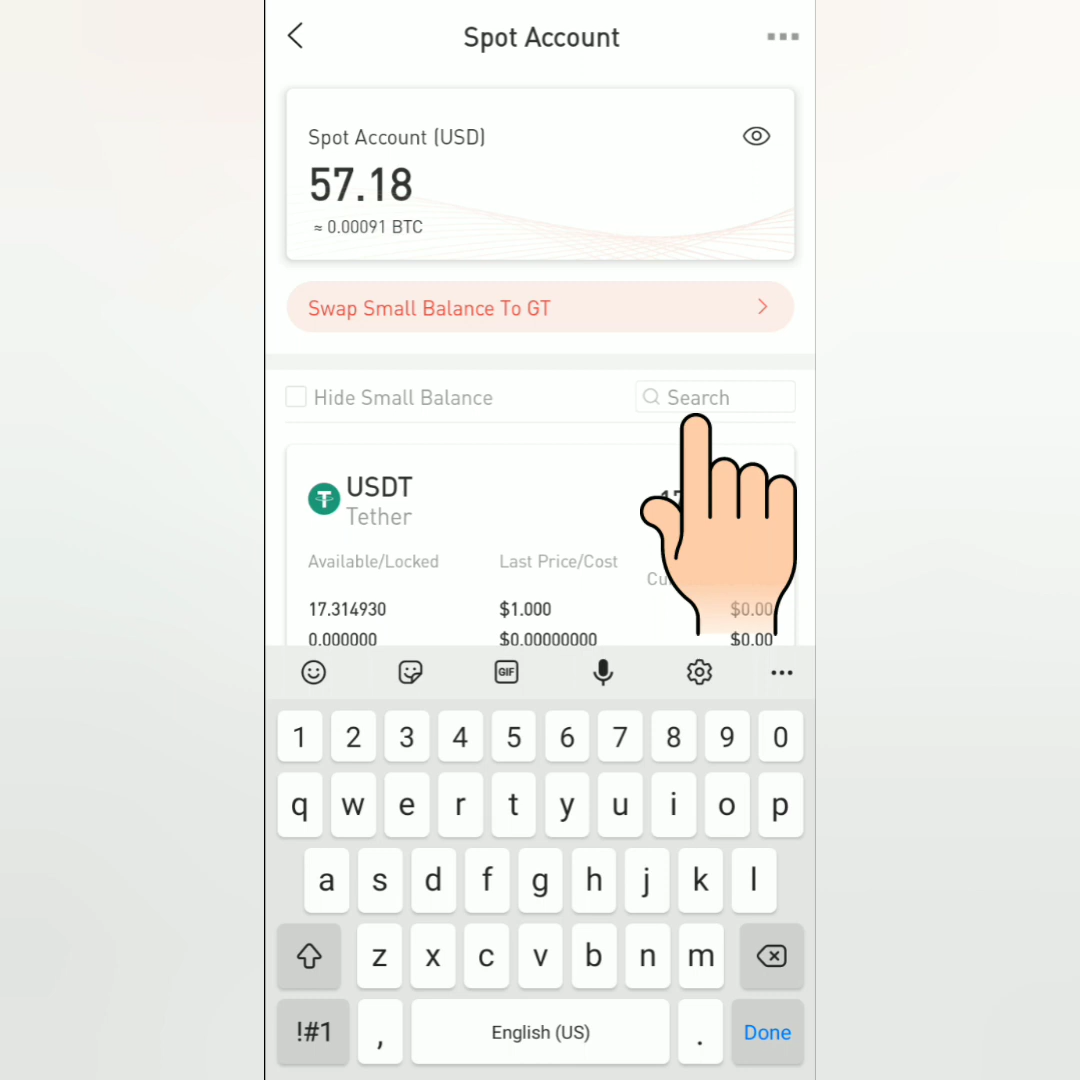 Spot Account
Spot Account (USD)
57.18
≈ 0.00091 BTC
Swap Small Balance To GT
Hide Small Balance
Search
USDT
Tether
Available/Locked
Last Price/Cost
17.314930
$1.000
$0.00
0.000000
$0.00000000
$0.00
GIF
1 2 3 4 5 6 7 8 9 0
q w e r t y u i o p
a s d f g h j k l
z x c v b n m
!#1 , English (US) . Done